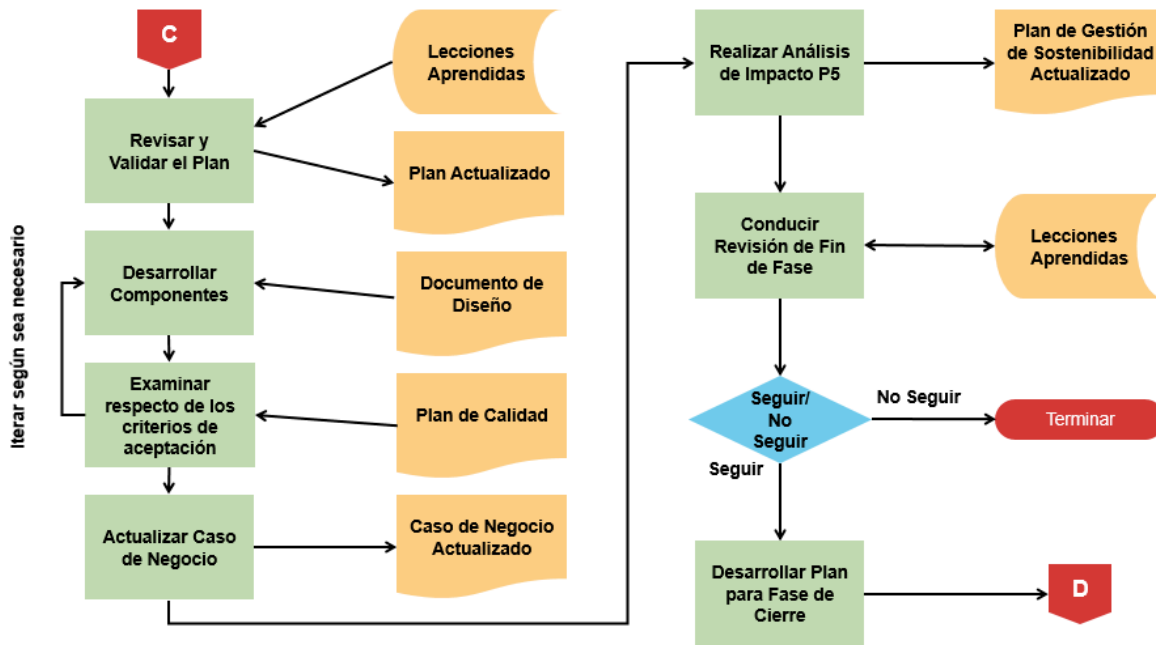 C
Lecciones
Aprendidas
Revisar y
Validar el Plan
Plan Actualizado
Iterar según sea necesario
Desarrollar
Componentes
Documento de
Diseño
Examinar
respecto de los
criterios de
aceptación
Plan de Calidad
Actualizar Caso
de Negocio
Caso de Negocio
Actualizado
Realizar Análisis
de Impacto P5
Plan de Gestión
de Sostenibilidad
Actualizado
Conducir
Revisión de Fin
de Fase
Lecciones
Aprendidas
Seguir/
No
Seguir
No Seguir
Terminar
Seguir
Desarrollar Plan
para Fase de
Cierre
D